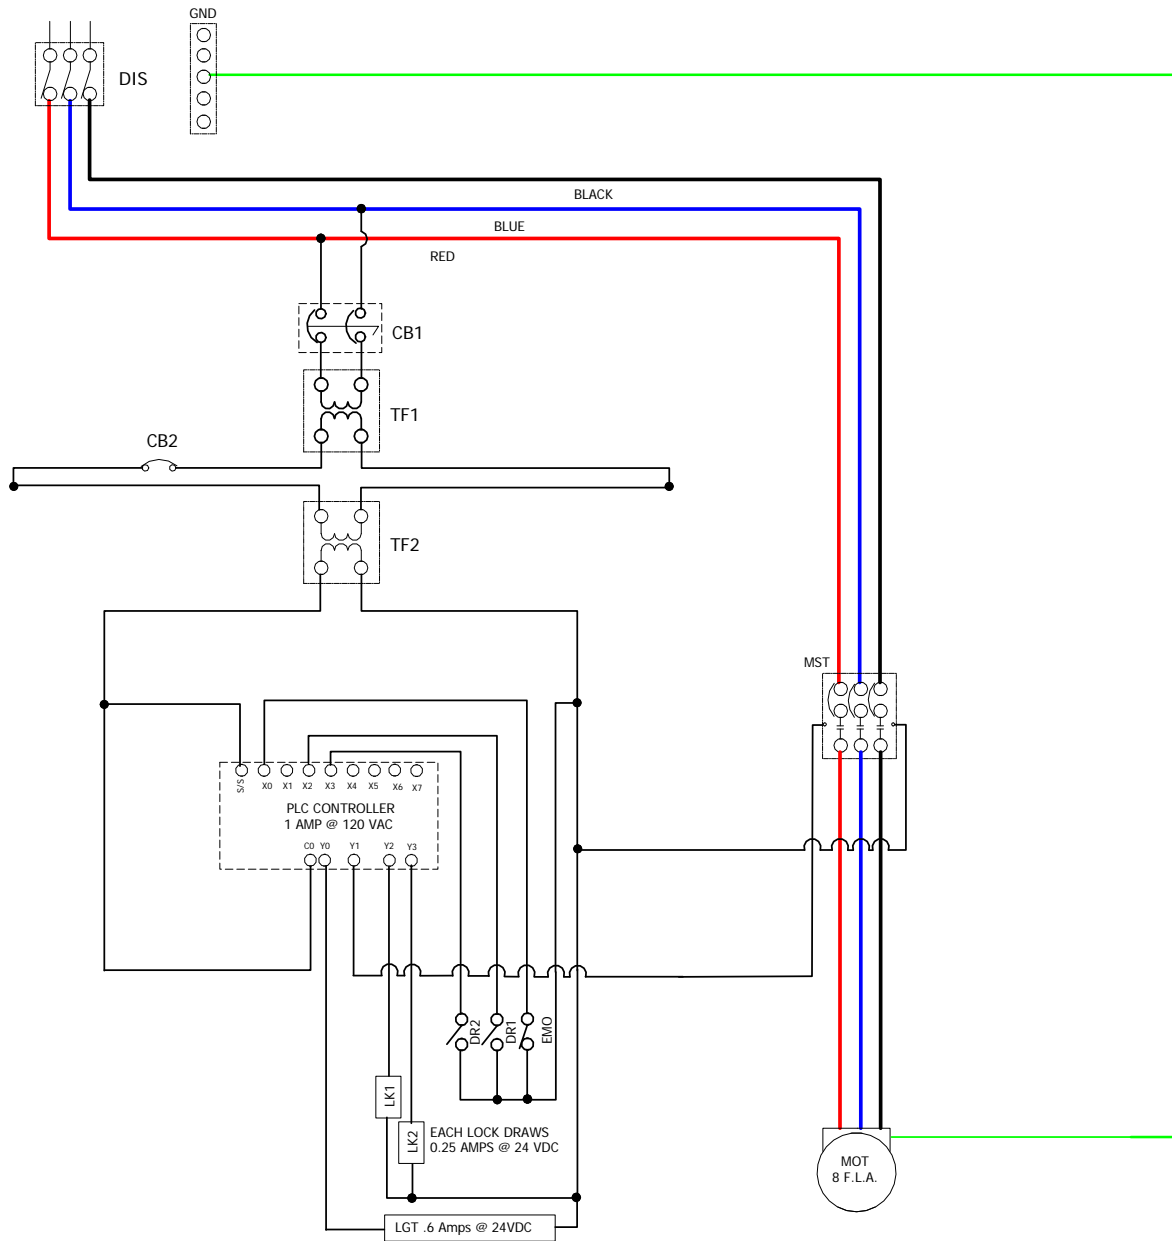 GND
DIS
BLACK
BLUE
RED
CB1
TF1
CB2
TF2
MST
S/S X0 X1 X2 X3 X4 X5 X6 X7
PLC CONTROLLER
1 AMP @ 120 VAC
C0 Y0 Y1 Y2 Y3
DR2 DR1 EMO
LK1
LK2
EACH LOCK DRAWS
0.25 AMPS @ 24 VDC
MOT
8 F.L.A.
LGT .6 Amps @ 24VDC